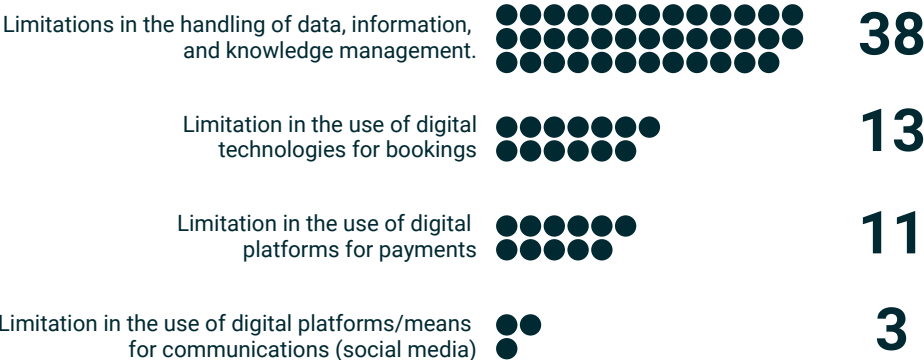 Limitations in the handling of data, information,
and knowledge management.
38
Limitation in the use of digital
technologies for bookings
13
Limitation in the use of digital
platforms for payments
11
Limitation in the use of digital platforms/means
for communications (social media)
3